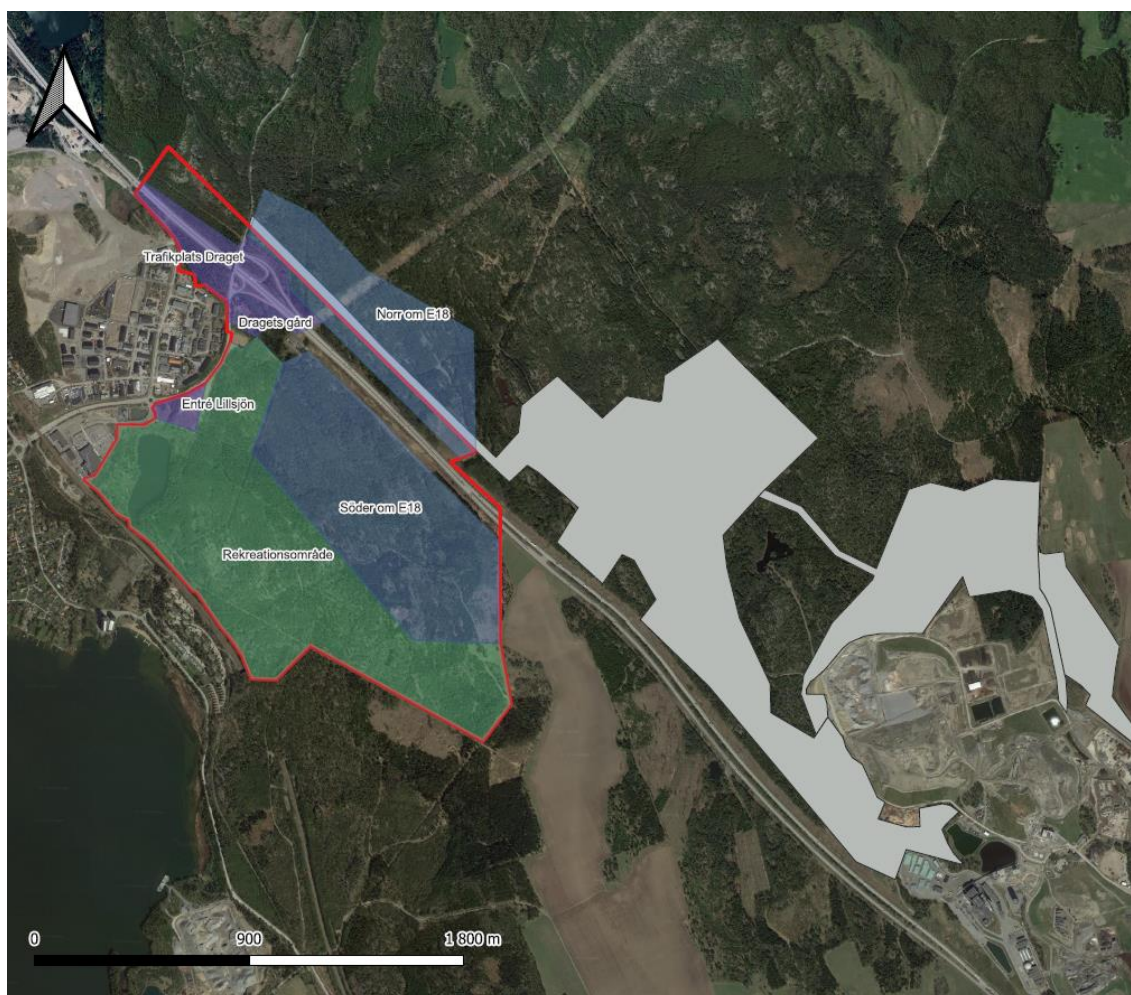 Trafikplats Draget
Norr om E18
Dragets gård
Entré Lillsjön
Söder om E18
Rekreationsområde
0 900 1 800 m